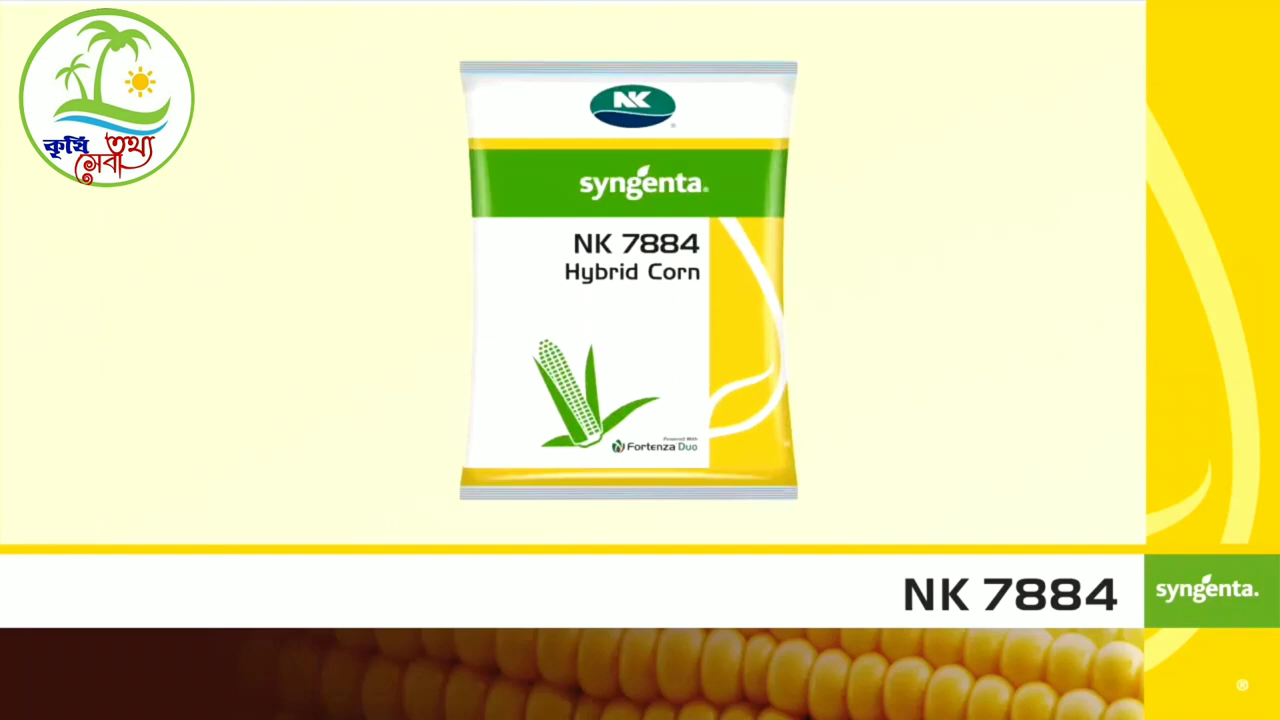 কৃষি তথ্য
সেবা
NK
®
syngenta.
NK 7884
Hybrid Corn
Powered With
Fortenza Duo
NK 7884
syngenta.
®